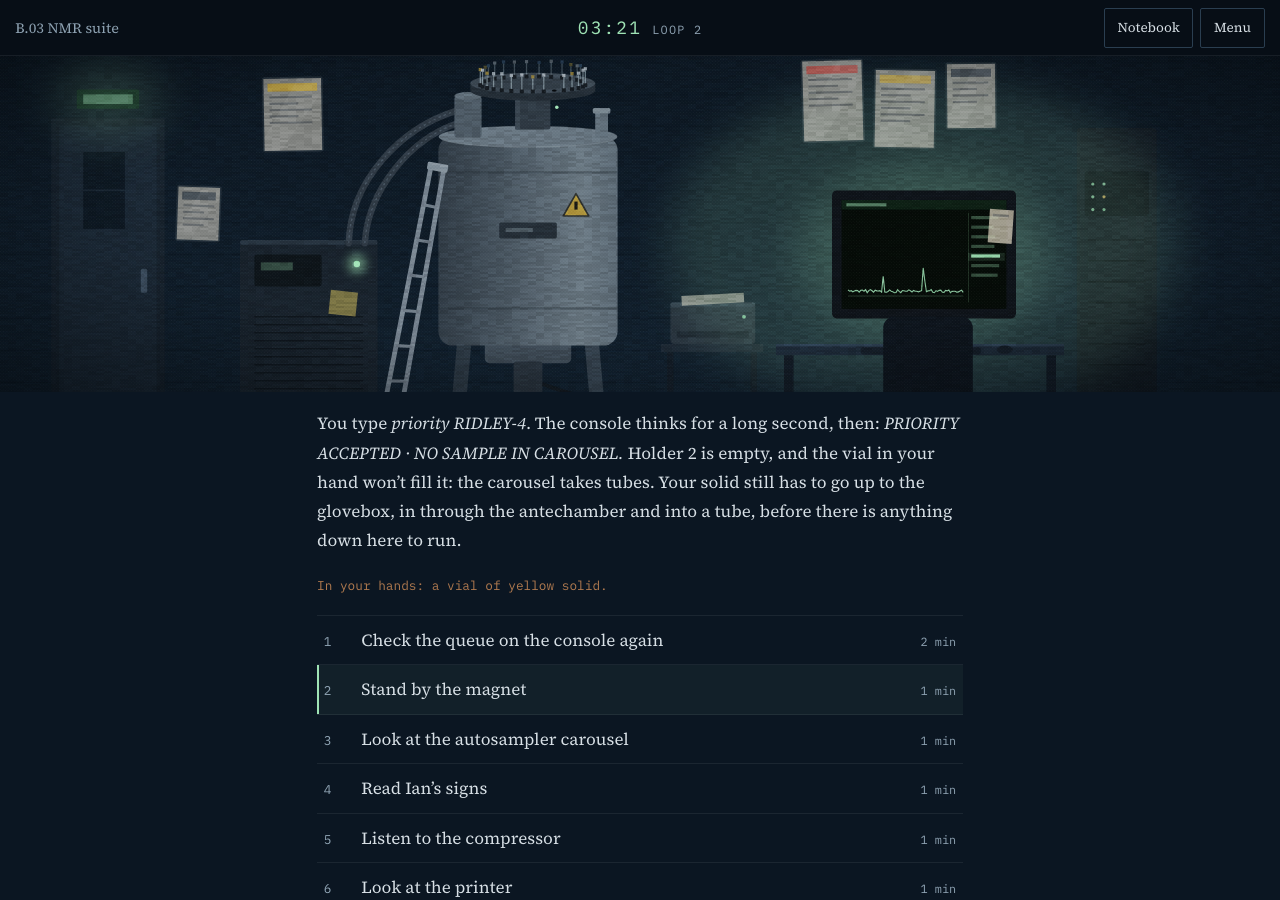 B.03 NMR suite
03:21 LOOP 2
Notebook
Menu
You type priority RIDLEY-4. The console thinks for a long second, then: PRIORITY
ACCEPTED · NO SAMPLE IN CAROUSEL. Holder 2 is empty, and the vial in your
hand won’t fill it: the carousel takes tubes. Your solid still has to go up to the
glovebox, in through the antechamber and into a tube, before there is anything
down here to run.
In your hands: a vial of yellow solid.
1 Check the queue on the console again 2 min
2 Stand by the magnet 1 min
3 Look at the autosampler carousel 1 min
4 Read Ian’s signs 1 min
5 Listen to the compressor 1 min
6 Look at the printer 1 min